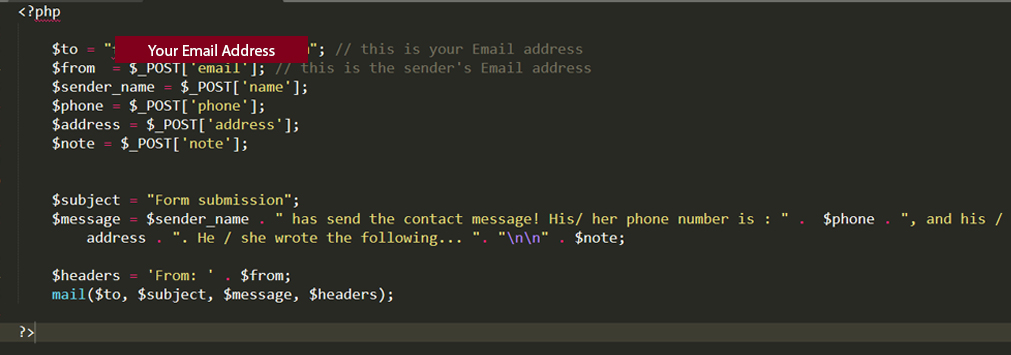 <?php
$to = " Your Email Address "; // this is your Email address
$from = $_POST['email']; // this is the sender's Email address
$sender_name = $_POST['name'];
$phone = $_POST['phone'];
$address = $_POST['address'];
$note = $_POST['note'];
$subject = "Form submission";
$message = $sender_name . " has send the contact message! His/ her phone number is : " . $phone . ", and his /
address . ". He / she wrote the following... ". "\n\n" . $note;
$headers = 'From: ' . $from;
mail($to, $subject, $message, $headers);
?>